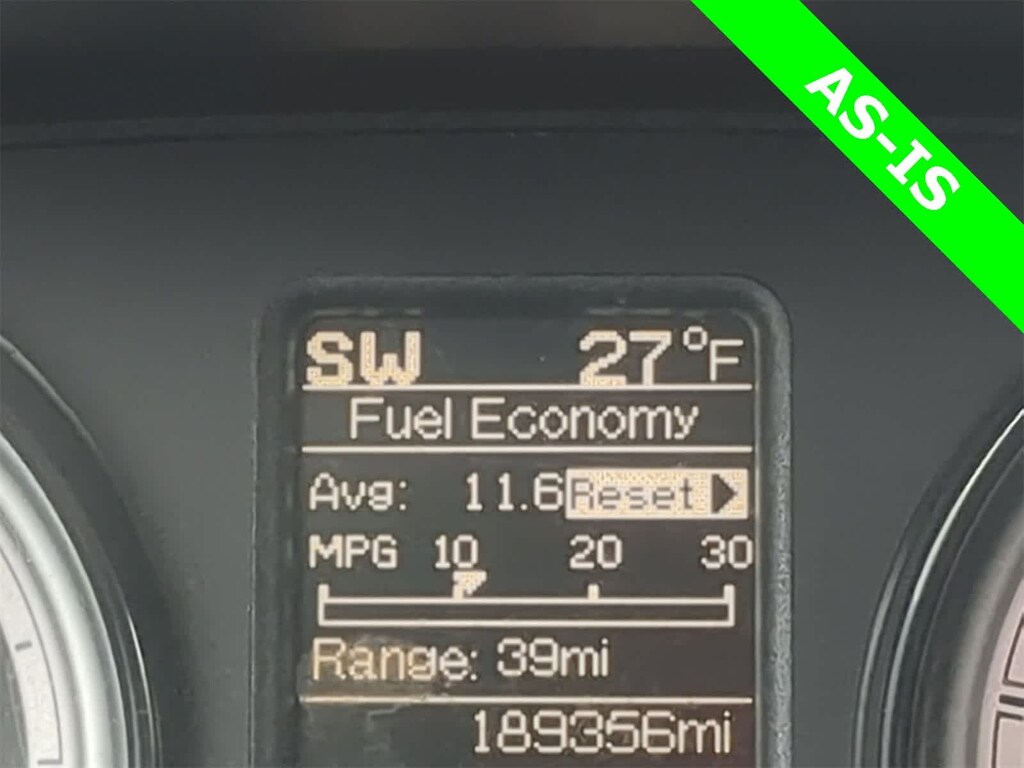 AS-IS
SW 27°F
Fuel Economy
Avg: 11.6 Reset
MPG 10 20 30
Range: 39mi
189356mi